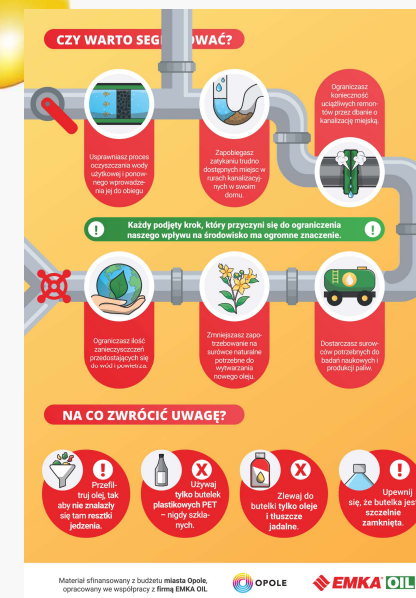 CZY WARTO SEG OWAĆ?
Usprawniasz proces
oczyszczania wody
użytkowej i ponow-
nego wprowadze-
nia jej do obiegu
Zapobiegasz
zatykaniu trudno
dostępnych miejsc w
rurach kanalizacyj-
nych w swoim
domu.
Ograniczasz
konieczność
uciążliwych remon-
tów przez dbanie o
kanalizację miejską.
Każdy podjęty krok, który przyczyni się do ograniczenia
naszego wpływu na środowisko ma ogromne znaczenie.
Ograniczasz ilość
zanieczyszczeń
przedostających się
do wód i powietrza.
Zmniejszasz zapo-
trzebowanie na
surowce naturalne
potrzebne do
wytwarzania
nowego oleju.
Dostarczasz surow-
ców potrzebnych do
badań naukowych i
produkcji paliw.
NA CO ZWRÓCIĆ UWAGĘ?
Przefil-
truj olej, tak
aby nie znalazły
się tam resztki
jedzenia.
Używaj
tylko butelek
plastikowych PET
– nigdy szkla-
nych.
Zlewaj do
butelki tylko oleje
i tłuszcze
jadalne.
Upewnij
się, że butelka jest
szczelnie
zamknięta.
Materiał sfinansowany z budżetu miasta Opole,
opracowany we współpracy z firmą EMKA OIL
OPOLE
EMKA OIL